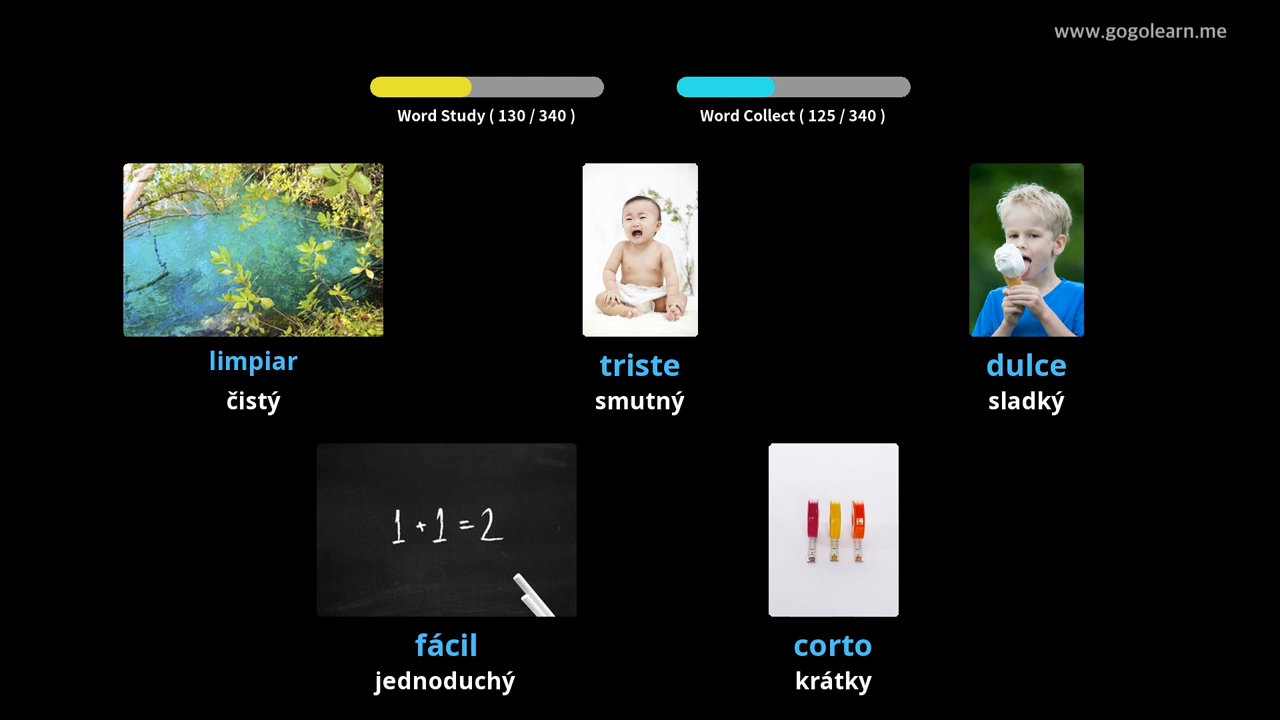 www.gogolearn.me
Word Study ( 130 / 340 )
Word Collect ( 125 / 340 )
limpiar
čistý
triste
smutný
dulce
sladký
1 + 1 = 2
fácil
jednoduchý
corto
krátky